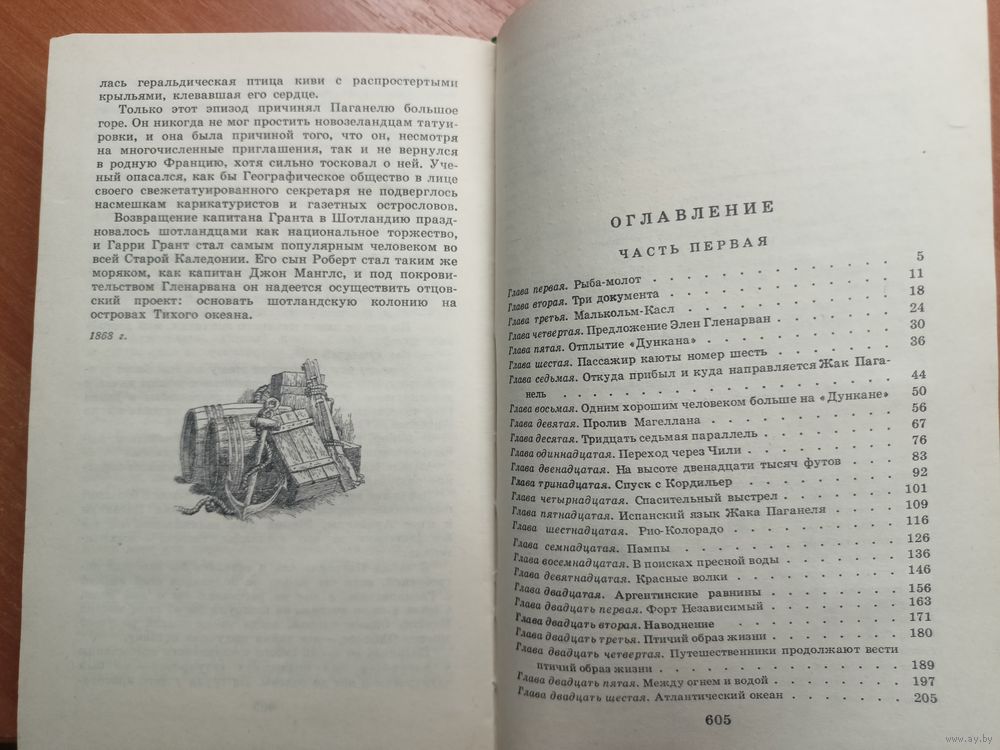 лась геральдическая птица киви с распростертыми
крыльями, клевавшая его сердце.
Только этот эпизод причинял Паганелю большое
горе. Он никогда не мог простить новозеландцам татуи-
ровки, и она была причиной того, что он, несмотря
на многочисленные приглашения, так и не вернулся
в родную Францию, хотя сильно тосковал о ней. Уче-
ный опасался, как бы Географическое общество в лице
своего свежетатуированного секретаря не подверглось
насмешкам карикатуристов и газетных острословов.
Возвращение капитана Гранта в Шотландию празд-
новалось шотландцами как национальное торжество,
и Гарри Грант стал самым популярным человеком во
всей Старой Каледонии. Его сын Роберт стал таким же
моряком, как капитан Джон Манглс, и под покрови-
тельством Гленарвана он надеется осуществить отцов-
ский проект: основать шотландскую колонию на
островах Тихого океана.
1868 г.
ОГЛАВЛЕНИЕ
ЧАСТЬ ПЕРВАЯ
Глава первая. Рыба-молот . . . . . . . . . . 5
Глава вторая. Три документа . . . . . . . . . . 11
Глава третья. Малькольм-Касл . . . . . . . . . . 18
Глава четвертая. Предложение Элен Гленарван . . . . . 24
Глава пятая. Отплытие «Дункана» . . . . . . . . . 30
Глава шестая. Пассажир каюты номер шесть . . . . . . 36
Глава седьмая. Откуда прибыл и куда направляется Жак Пага-
нель . . . . . . . . . . . . . . 44
Глава восьмая. Одним хорошим человеком больше на «Дункане» 50
Глава девятая. Пролив Магеллана . . . . . . . . . 56
Глава десятая. Тридцать седьмая параллель . . . . . . 67
Глава одиннадцатая. Переход через Чили . . . . . . . 76
Глава двенадцатая. На высоте двенадцати тысяч футов . . . 83
Глава тринадцатая. Спуск с Кордильер . . . . . . . . 92
Глава четырнадцатая. Спасительный выстрел . . . . . . 101
Глава пятнадцатая. Испанский язык Жака Паганеля . . . . 109
Глава шестнадцатая. Рио-Колорадо . . . . . . . . 116
Глава семнадцатая. Пампы . . . . . . . . . . 126
Глава восемнадцатая. В поисках пресной воды . . . . . . 136
Глава девятнадцатая. Красные волки . . . . . . . . 146
Глава двадцатая. Аргентинские равнины . . . . . . . 156
Глава двадцать первая. Форт Независимый . . . . . . . 163
Глава двадцать вторая. Наводнение . . . . . . . . 171
Глава двадцать третья. Птичий образ жизни . . . . . . 180
Глава двадцать четвертая. Путешественники продолжают вести
птичий образ жизни . . . . . . . . . . . 189
Глава двадцать пятая. Между огнем и водой . . . . . . 197
Глава двадцать шестая. Атлантический океан . . . . . . 205
605
www.ay.by